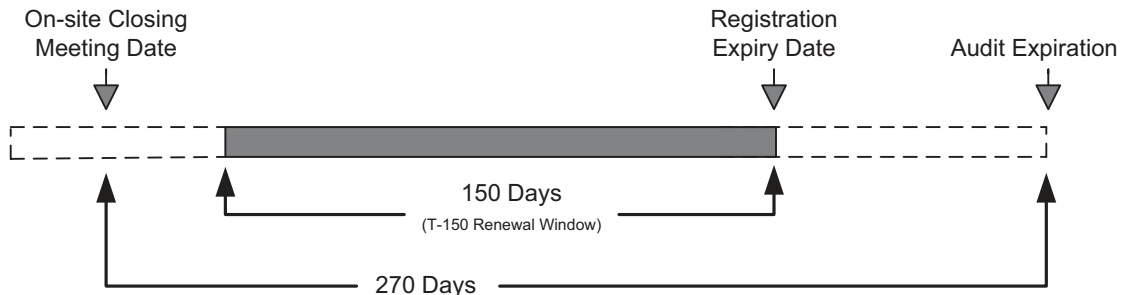 On-site Closing
Meeting Date
Registration
Expiry Date
Audit Expiration
150 Days
(T-150 Renewal Window)
270 Days